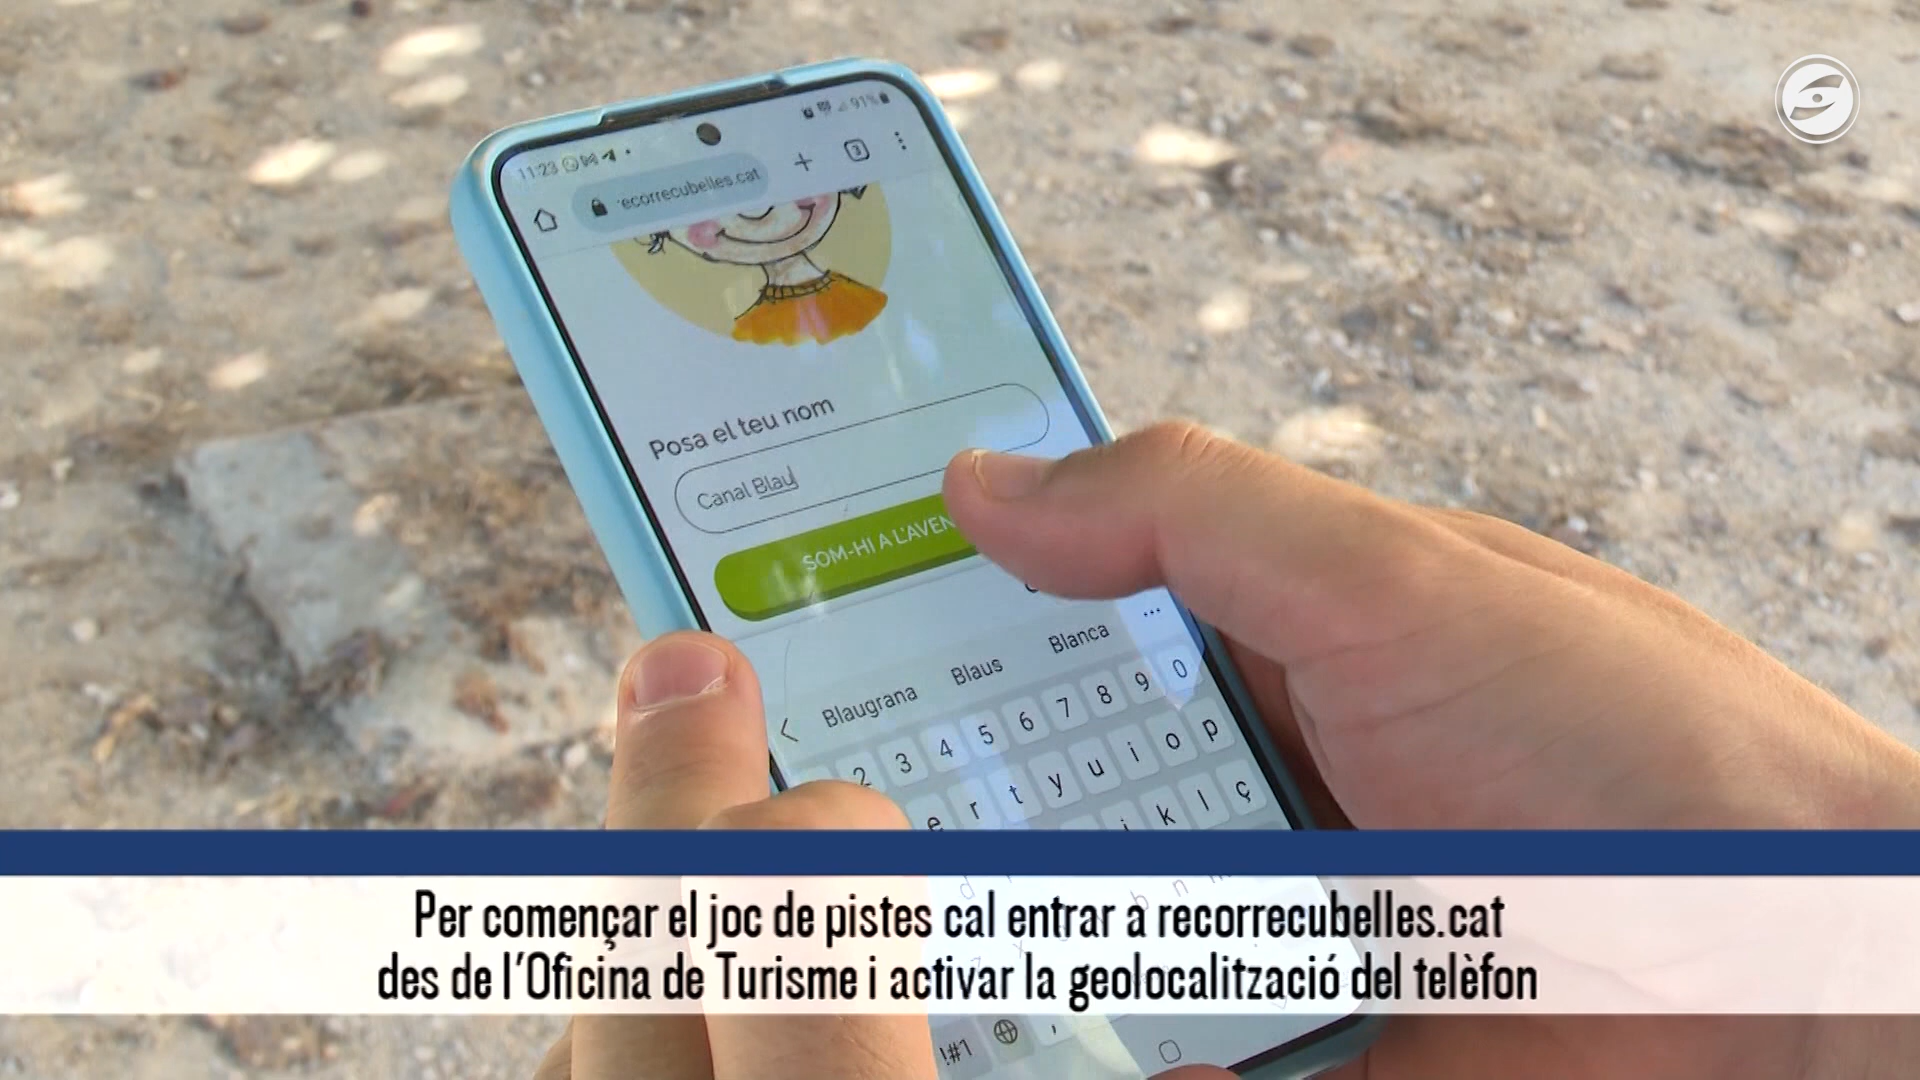 11:23
91%
ecorrecubelles.cat
3
Posa el teu nom
Canal Blau
SOM-HI A L'AVEN
Blaugrana Blaus Blanca ...
2 3 4 5 6 7 8 9 0
e r t y u i o p
i k l ç
Per començar el joc de pistes cal entrar a recorrecubelles.cat
des de l'Oficina de Turisme i activar la geolocalització del telèfon
!#1 ,